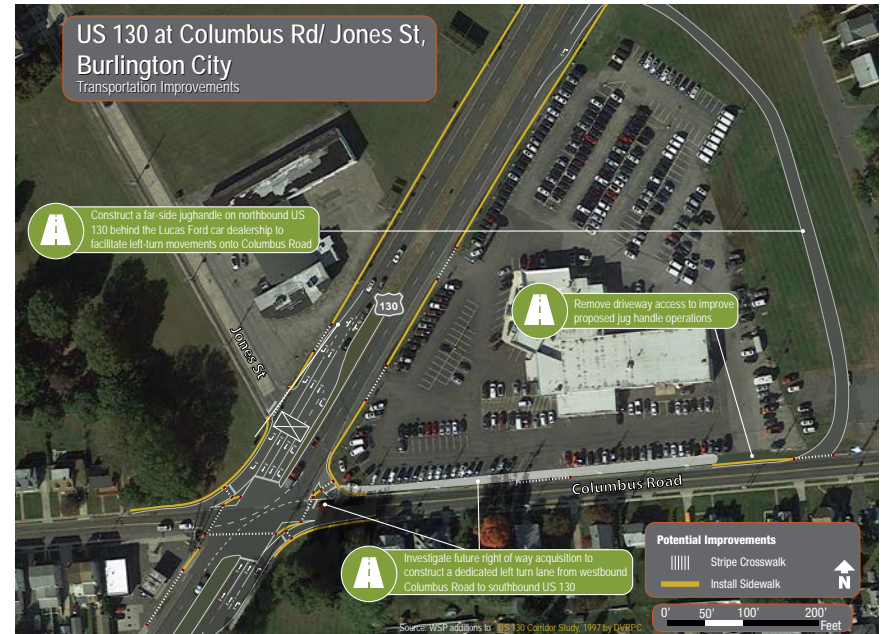 US 130 at Columbus Rd/ Jones St,
Burlington City
Transportation Improvements
Construct a far-side jughandle on northbound US
130 behind the Lucas Ford car dealership to
facilitate left-turn movements onto Columbus Road
130
Jones St
Remove driveway access to improve
proposed jug handle operations
Columbus Road
Investigate future right of way acquisition to
construct a dedicated left turn lane from westbound
Columbus Road to southbound US 130
Potential Improvements
Stripe Crosswalk
Install Sidewalk
N
0' 50' 100' 200'
Feet
Source: WSP additions to US 130 Corridor Study, 1997 by DVRPC